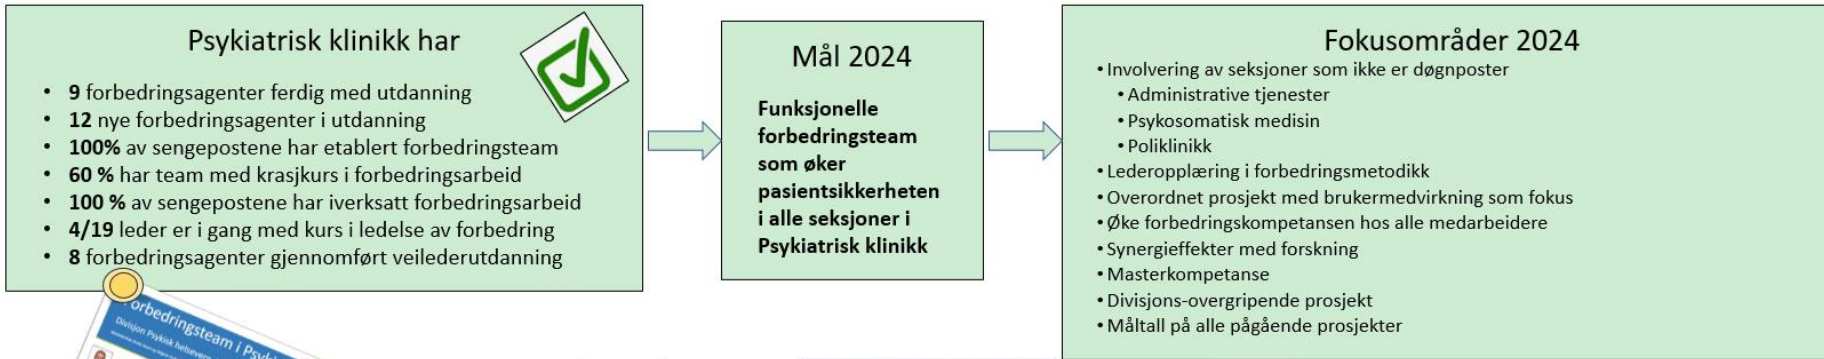 Psykiatrisk klinikk har
• 9 forbedringsagenter ferdig med utdanning
• 12 nye forbedringsagenter i utdanning
• 100% av sengepostene har etablert forbedringsteam
• 60 % har team med krasjkurs i forbedringsarbeid
• 100 % av sengepostene har iverksatt forbedringsarbeid
• 4/19 leder er i gang med kurs i ledelse av forbedring
• 8 forbedringsagenter gjennomført veilederutdanning
Mål 2024
Funksjonelle
forbedringsteam
som øker
pasientsikkerheten
i alle seksjoner i
Psykiatrisk klinikk
Fokusområder 2024
• Involvering av seksjoner som ikke er døgnposter
• Administrative tjenester
• Psykosomatisk medisin
• Poliklinikk
• Lederopplæring i forbedringsmetodikk
• Overordnet prosjekt med brukermedvirkning som fokus
• Øke forbedringskompetansen hos alle medarbeidere
• Synergieffekter med forskning
• Masterkompetanse
• Divisjons-overgripende prosjekt
• Måltall på alle pågående prosjekter
Forbedringsteam i
Divisjon Psykisk